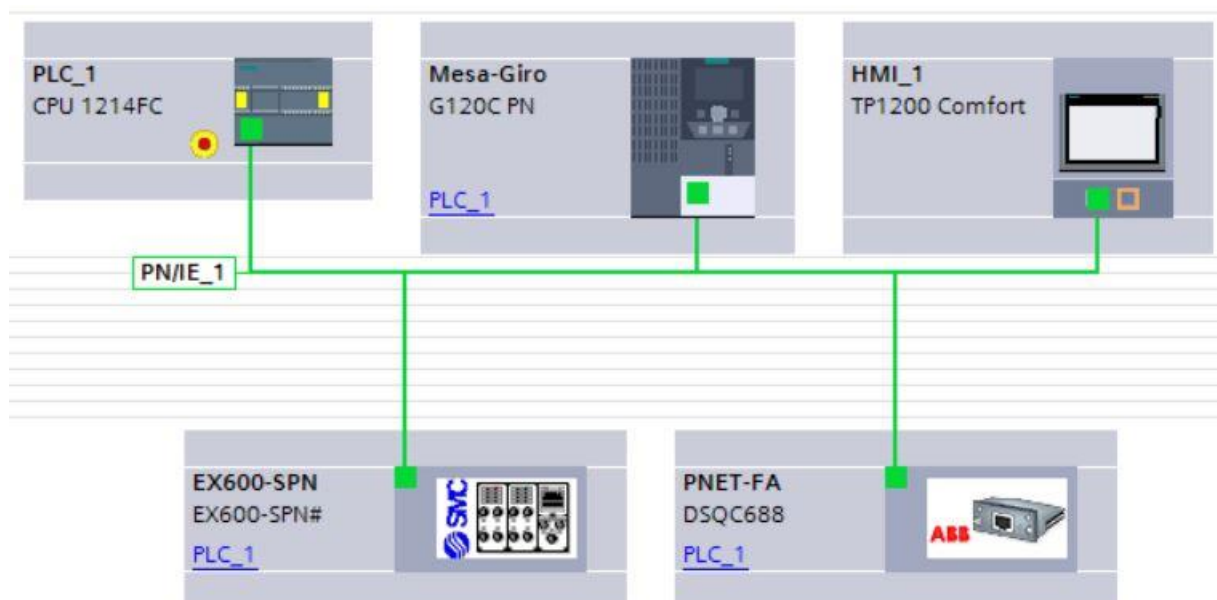 PLC_1
CPU 1214FC
Mesa-Giro
G120C PN
PLC_1
HMI_1
TP1200 Comfort
PN/IE_1
EX600-SPN
EX600-SPN#
PLC_1
SMC
PNET-FA
DSQC688
PLC_1
ABB